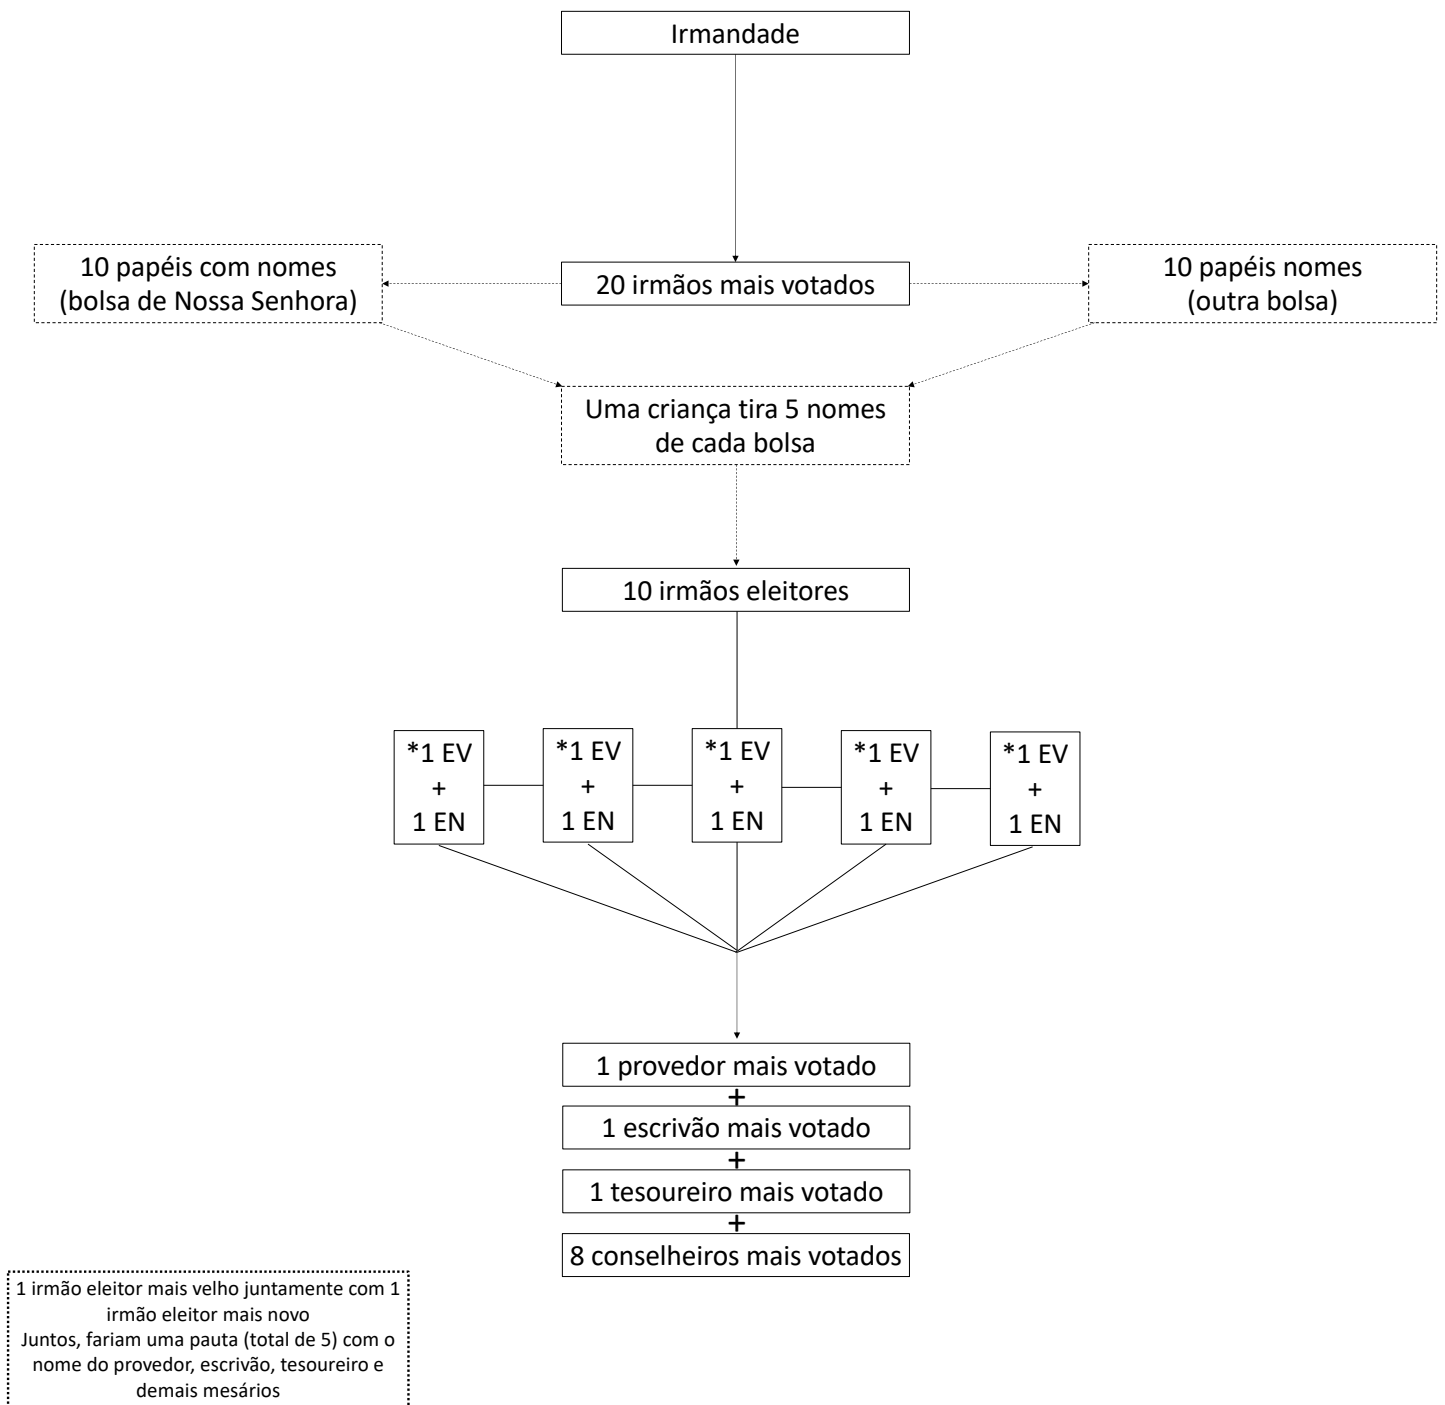 Irmandade
10 papéis com nomes
(bolsa de Nossa Senhora)
20 irmãos mais votados
10 papéis nomes
(outra bolsa)
Uma criança tira 5 nomes
de cada bolsa
10 irmãos eleitores
*1 EV
+
1 EN
*1 EV
+
1 EN
*1 EV
+
1 EN
*1 EV
+
1 EN
*1 EV
+
1 EN
1 provedor mais votado
+
1 escrivão mais votado
+
1 tesoureiro mais votado
+
8 conselheiros mais votados
1 irmão eleitor mais velho juntamente com 1
irmão eleitor mais novo
Juntos, fariam uma pauta (total de 5) com o
nome do provedor, escrivão, tesoureiro e
demais mesários